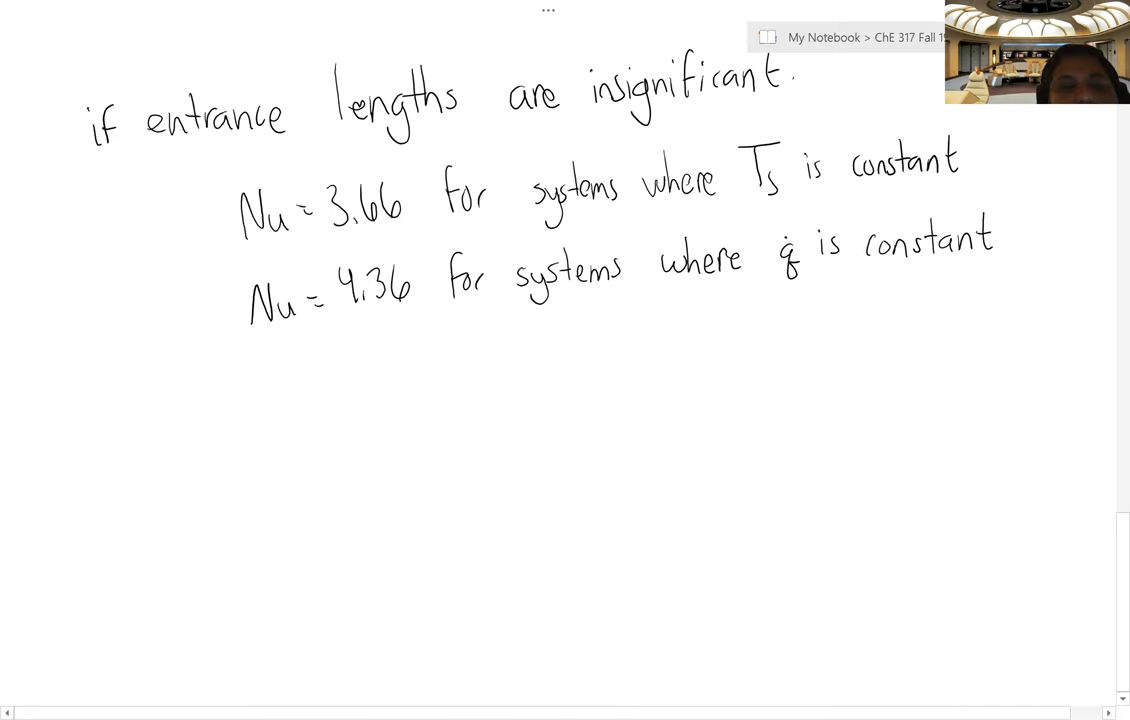 ...
My Notebook > ChE 317 Fall 1
if entrance lengths are insignificant.
Nu = 3.66 for systems where Ts is constant
Nu = 4.36 for systems where q̇ is constant